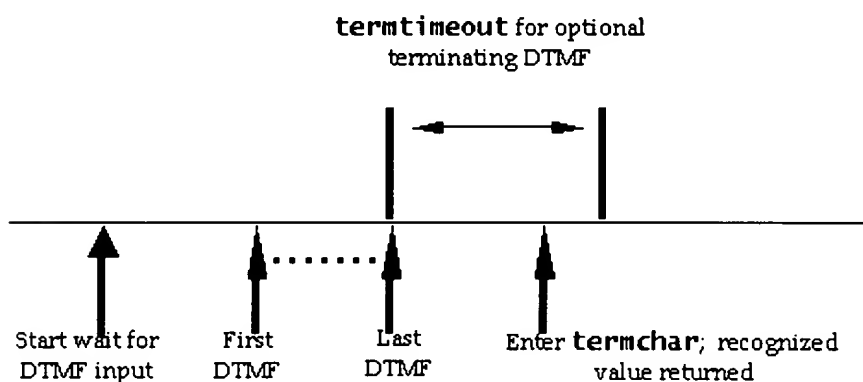 termtimeout for optional
terminating DTMF
Start wait for
DTMF input
First
DTMF
Last
DTMF
Enter termchar; recognized
value returned